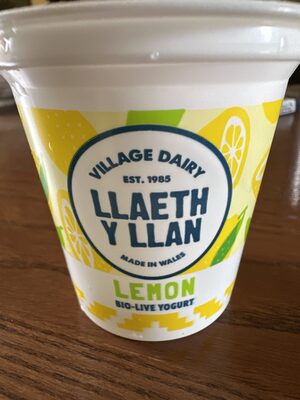 VILLAGE DAIRY
EST. 1985
LLAETH
Y LLAN
MADE IN WALES
LEMON
BIO-LIVE YOGURT